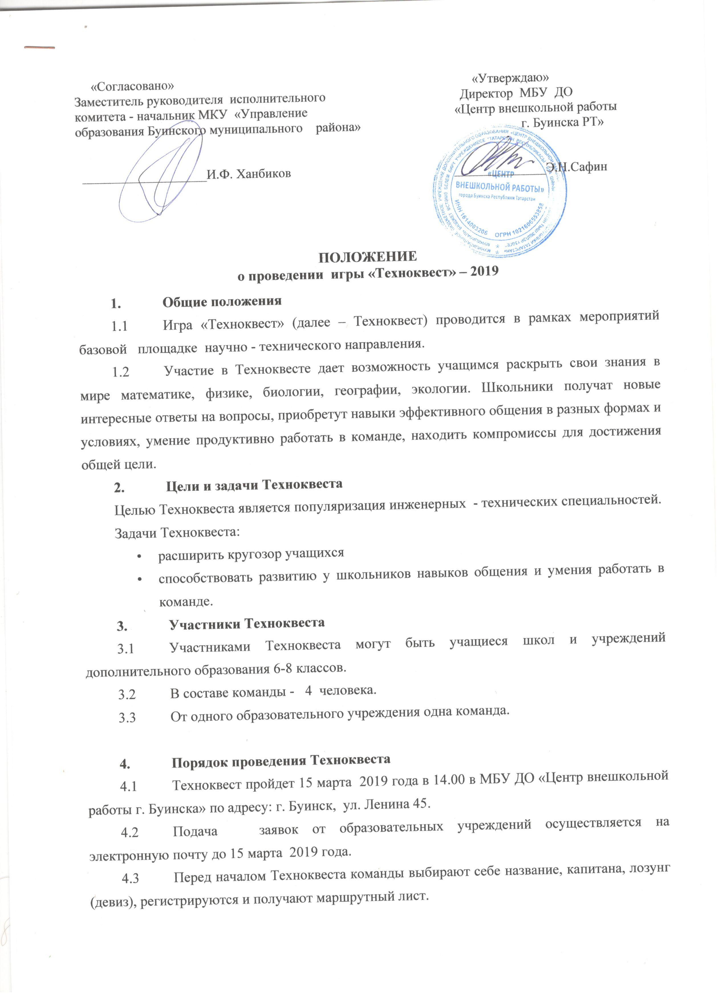 «Согласовано»
Заместитель руководителя исполнительного
комитета - начальник МКУ «Управление
образования Буинского муниципального района»
И.Ф. Ханбиков
«Утверждаю»
Директор МБУ ДО
«Центр внешкольной работы
г. Буинска РТ»
Э.Н.Сафин
«ЦЕНТР
ВНЕШКОЛЬНОЙ РАБОТЫ»
города Буинска Республики Татарстан
ИНН 1614003206 ОГРН 1021606553858
ПОЛОЖЕНИЕ
о проведении игры «Техноквест» – 2019
1. Общие положения
1.1 Игра «Техноквест» (далее – Техноквест) проводится в рамках мероприятий
базовой площадке научно - технического направления.
1.2 Участие в Техноквесте дает возможность учащимся раскрыть свои знания в
мире математике, физике, биологии, географии, экологии. Школьники получат новые
интересные ответы на вопросы, приобретут навыки эффективного общения в разных формах и
условиях, умение продуктивно работать в команде, находить компромиссы для достижения
общей цели.
2. Цели и задачи Техноквеста
Целью Техноквеста является популяризация инженерных - технических специальностей.
Задачи Техноквеста:
• расширить кругозор учащихся
• способствовать развитию у школьников навыков общения и умения работать в
команде.
3. Участники Техноквеста
3.1 Участниками Техноквеста могут быть учащиеся школ и учреждений
дополнительного образования 6-8 классов.
3.2 В составе команды - 4 человека.
3.3 От одного образовательного учреждения одна команда.
4. Порядок проведения Техноквеста
4.1 Техноквест пройдет 15 марта 2019 года в 14.00 в МБУ ДО «Центр внешкольной
работы г. Буинска» по адресу: г. Буинск, ул. Ленина 45.
4.2 Подача заявок от образовательных учреждений осуществляется на
электронную почту до 15 марта 2019 года.
4.3 Перед началом Техноквеста команды выбирают себе название, капитана, лозунг
(девиз), регистрируются и получают маршрутный лист.